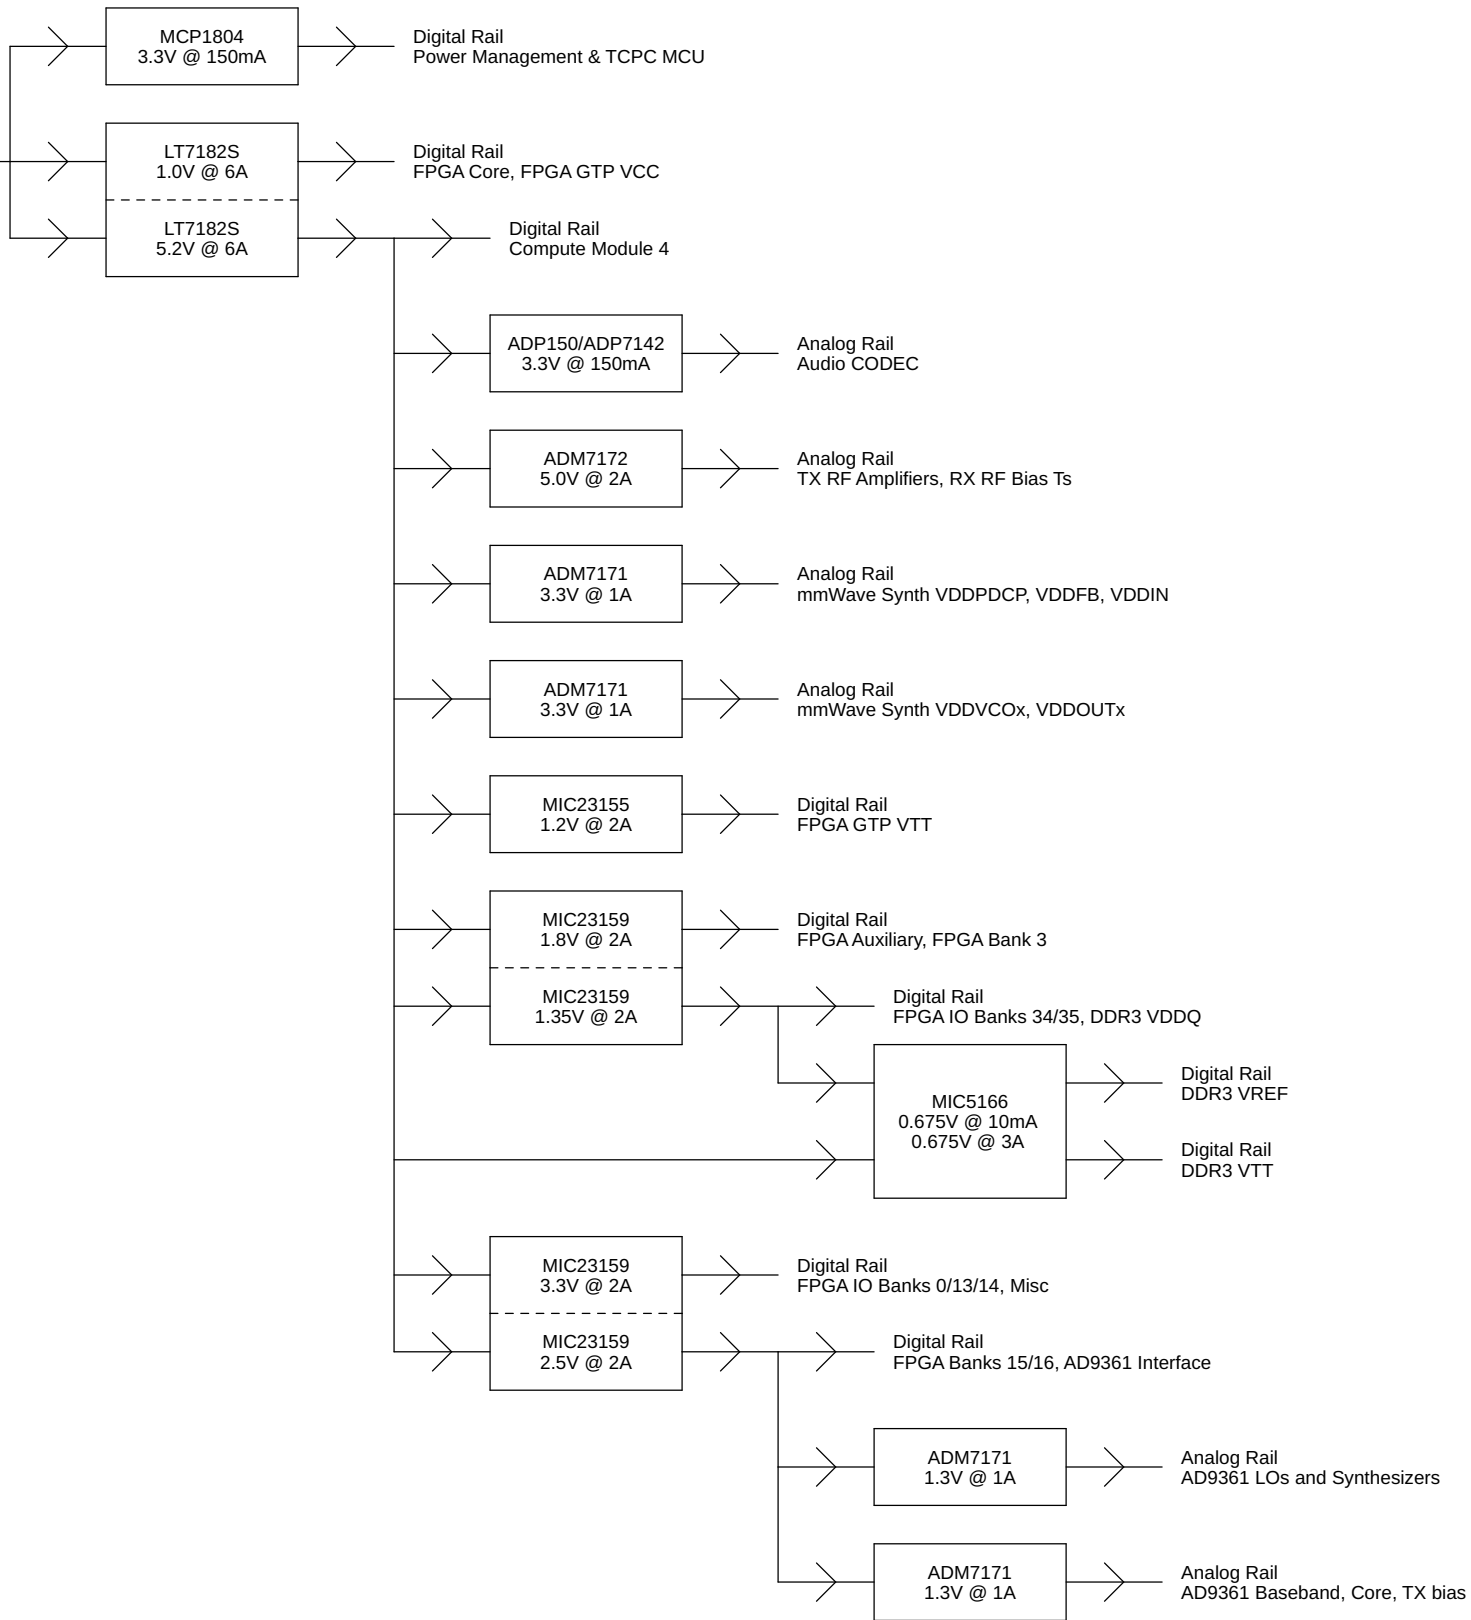 MCP1804
3.3V @ 150mA
Digital Rail
Power Management & TCPC MCU
LT7182S
1.0V @ 6A
Digital Rail
FPGA Core, FPGA GTP VCC
LT7182S
5.2V @ 6A
Digital Rail
Compute Module 4
ADP150/ADP7142
3.3V @ 150mA
Analog Rail
Audio CODEC
ADM7172
5.0V @ 2A
Analog Rail
TX RF Amplifiers, RX RF Bias Ts
ADM7171
3.3V @ 1A
Analog Rail
mmWave Synth VDDPDCP, VDDFB, VDDIN
ADM7171
3.3V @ 1A
Analog Rail
mmWave Synth VDDVCOx, VDDOUTx
MIC23155
1.2V @ 2A
Digital Rail
FPGA GTP VTT
MIC23159
1.8V @ 2A
Digital Rail
FPGA Auxiliary, FPGA Bank 3
MIC23159
1.35V @ 2A
Digital Rail
FPGA IO Banks 34/35, DDR3 VDDQ
MIC5166
0.675V @ 10mA
0.675V @ 3A
Digital Rail
DDR3 VREF
Digital Rail
DDR3 VTT
MIC23159
3.3V @ 2A
Digital Rail
FPGA IO Banks 0/13/14, Misc
MIC23159
2.5V @ 2A
Digital Rail
FPGA Banks 15/16, AD9361 Interface
ADM7171
1.3V @ 1A
Analog Rail
AD9361 LOs and Synthesizers
ADM7171
1.3V @ 1A
Analog Rail
AD9361 Baseband, Core, TX bias